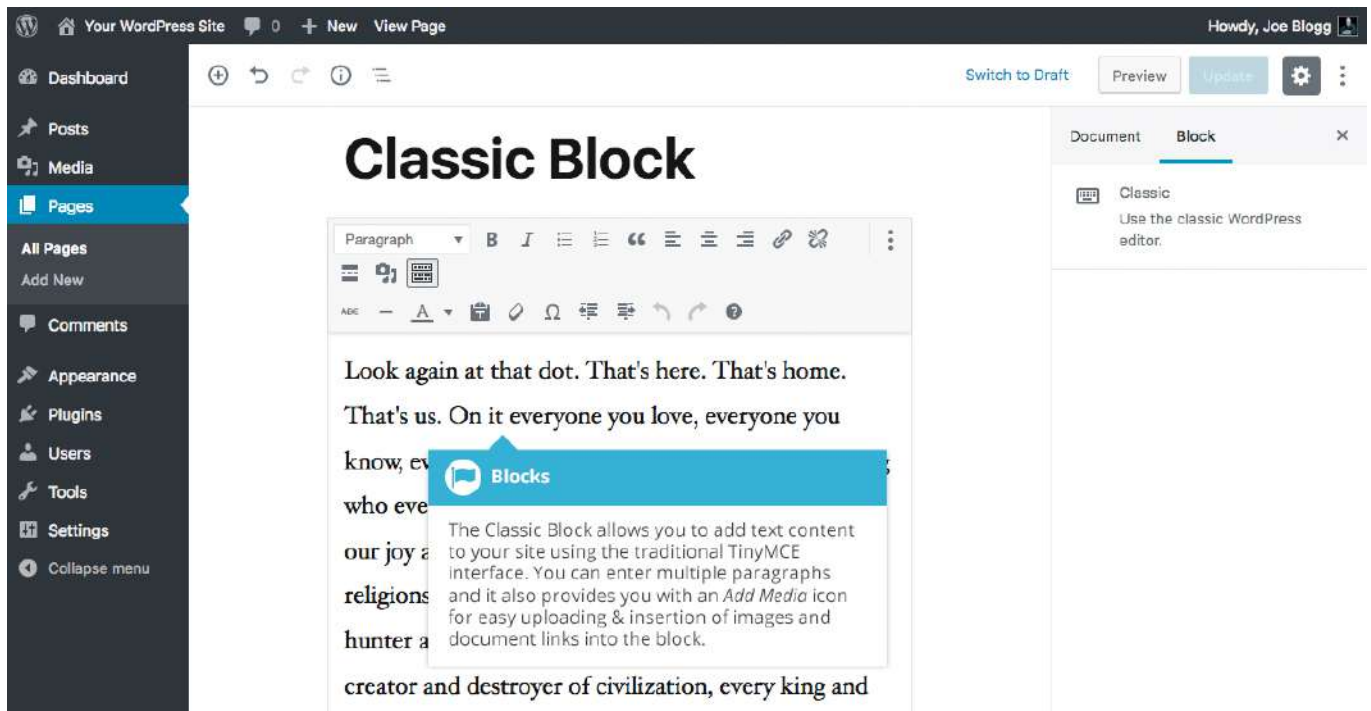 Your WordPress Site 0 + New View Page Howdy, Joe Blogg
Dashboard
Posts
Media
Pages
All Pages
Add New
Comments
Appearance
Plugins
Users
Tools
Settings
Collapse menu
Switch to Draft Preview Update
Classic Block
Paragraph B I
ABC A Ω
Look again at that dot. That's here. That's home.
That's us. On it everyone you love, everyone you
know,
who
our joy
religions
hunter
creator and destroyer of civilization, every king and
Blocks
The Classic Block allows you to add text content
to your site using the traditional TinyMCE
interface. You can enter multiple paragraphs
and it also provides you with an Add Media icon
for easy uploading & insertion of images and
document links into the block.
Document Block
Classic
Use the classic WordPress
editor.